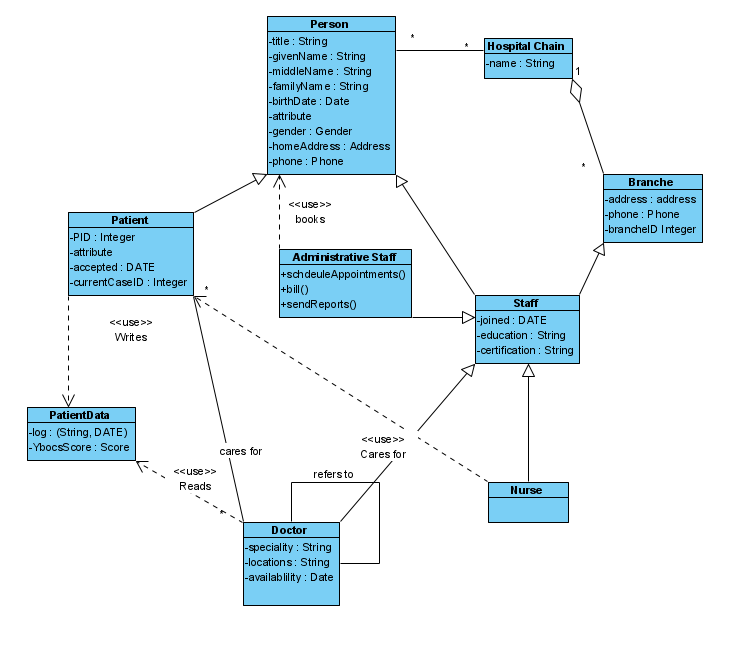 Person
-title : String
-givenName : String
-middleName : String
-familyName : String
-birthDate : Date
-attribute
-gender : Gender
-homeAddress : Address
-phone : Phone
*
*
Hospital Chain
-name : String
1
*
Branche
-address : address
-phone : Phone
-brancheID Integer
<<use>>
books
Patient
-PID : Integer
-attribute
-accepted : DATE
-currentCaseID : Integer
*
Administrative Staff
+schdeuleAppointments()
+bill()
+sendReports()
Staff
-joined : DATE
-education : String
-certification : String
<<use>>
Writes
PatientData
-log : (String, DATE)
-YbocsScore : Score
<<use>>
Reads
*
cares for
<<use>>
Cares for
refers to
Nurse
Doctor
-speciality : String
-locations : String
-availablility : Date